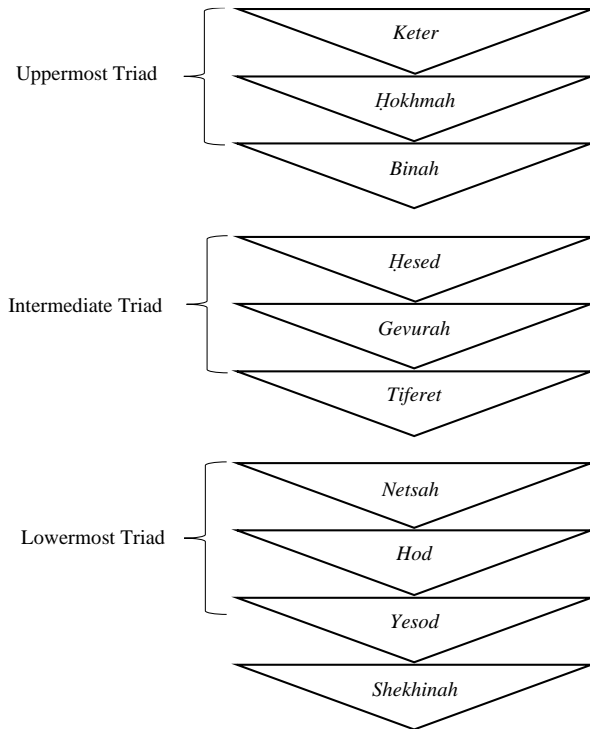 Keter
Uppermost Triad
Ḥokhmah
Binah
Ḥesed
Intermediate Triad
Gevurah
Tiferet
Netsah
Lowermost Triad
Hod
Yesod
Shekhinah